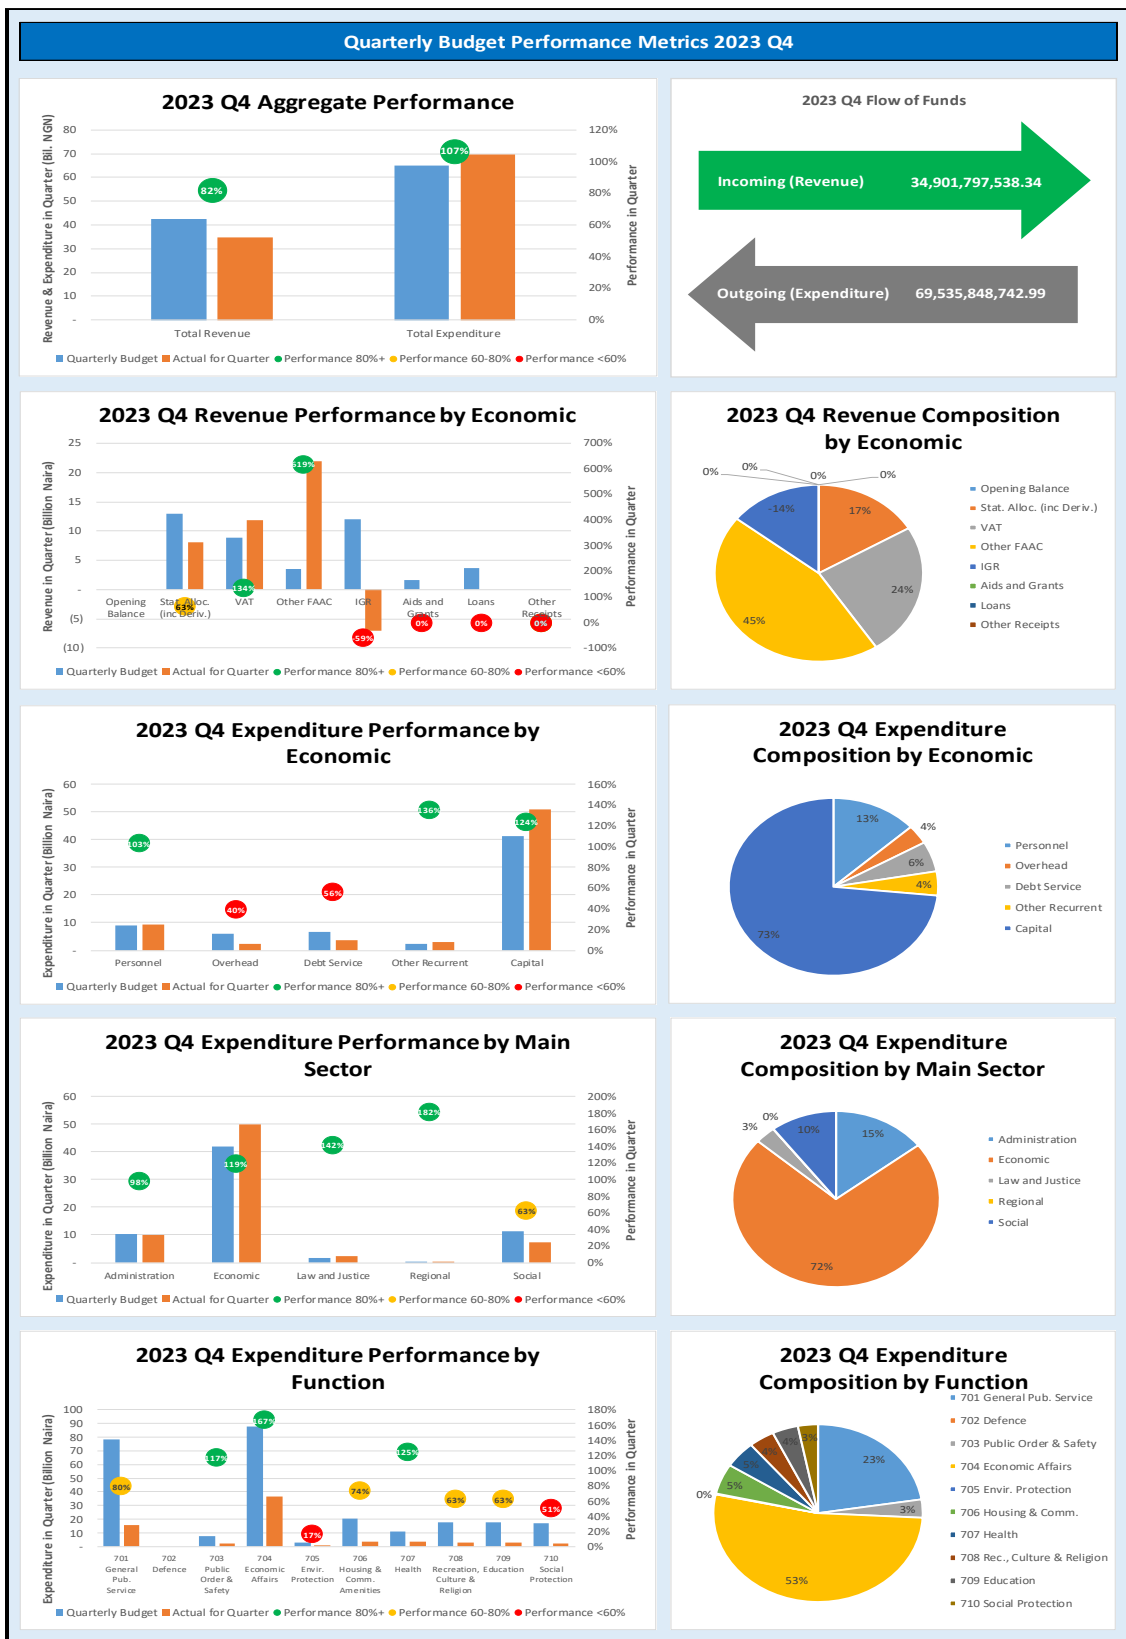 Quarterly Budget Performance Metrics 2023 Q4
2023 Q4 Aggregate Performance
Revenue & Expenditure in Quarter (Bil. NGN)
80
70
60
50
40
30
20
10
-
120%
100%
80%
60%
40%
20%
0%
Performance in Quarter
82%
107%
Total Revenue
Total Expenditure
Quarterly Budget
Actual for Quarter
Performance 80%+
Performance 60-80%
Performance <60%
2023 Q4 Flow of Funds
Incoming (Revenue) 34,901,797,538.34
Outgoing (Expenditure) 69,535,848,742.99
2023 Q4 Revenue Performance by Economic
Revenue in Quarter (Billion Naira)
25
20
15
10
5
-
(5)
(10)
700%
600%
500%
400%
300%
200%
100%
0%
-100%
Performance in Quarter
63%
134%
619%
-59%
0%
0%
0%
Opening
Balance
Stat. Alloc.
(inc Deriv.)
VAT
Other FAAC
IGR
Aids and
Grants
Loans
Other
Receipts
Quarterly Budget
Actual for Quarter
Performance 80%+
Performance 60-80%
Performance <60%
2023 Q4 Revenue Composition
by Economic
0%
0%
0%
0%
-14%
17%
24%
45%
Opening Balance
Stat. Alloc. (inc Deriv.)
VAT
Other FAAC
IGR
Aids and Grants
Loans
Other Receipts
2023 Q4 Expenditure Performance by
Economic
Expenditure in Quarter (Billion Naira)
60
50
40
30
20
10
-
160%
140%
120%
100%
80%
60%
40%
20%
0%
Performance in Quarter
103%
40%
56%
136%
124%
Personnel
Overhead
Debt Service
Other Recurrent
Capital
Quarterly Budget
Actual for Quarter
Performance 80%+
Performance 60-80%
Performance <60%
2023 Q4 Expenditure
Composition by Economic
13%
4%
6%
4%
73%
Personnel
Overhead
Debt Service
Other Recurrent
Capital
2023 Q4 Expenditure Performance by Main
Sector
Expenditure in Quarter (Billion Naira)
60
50
40
30
20
10
-
200%
180%
160%
140%
120%
100%
80%
60%
40%
20%
0%
Performance in Quarter
98%
119%
142%
182%
63%
Administration
Economic
Law and Justice
Regional
Social
Quarterly Budget
Actual for Quarter
Performance 80%+
Performance 60-80%
Performance <60%
2023 Q4 Expenditure
Composition by Main Sector
0%
3%
10%
15%
72%
Administration
Economic
Law and Justice
Regional
Social
2023 Q4 Expenditure Performance by
Function
Expenditure in Quarter (Billion Naira)
100
90
80
70
60
50
40
30
20
10
-
180%
160%
140%
120%
100%
80%
60%
40%
20%
0%
Performance in Quarter
80%
117%
167%
17%
74%
125%
63%
63%
51%
701
General
Pub.
Service
702
Defence
703
Public
Order &
Safety
704
Economic
Affairs
705
Envir.
Protection
706
Housing &
Comm.
Amenities
707
Health
708
Recreation,
Culture &
Religion
709
Education
710
Social
Protection
Quarterly Budget
Actual for Quarter
Performance 80%+
Performance 60-80%
Performance <60%
2023 Q4 Expenditure
Composition by Function
23%
3%
53%
0%
5%
5%
4%
4%
3%
701 General Pub. Service
702 Defence
703 Public Order & Safety
704 Economic Affairs
705 Envir. Protection
706 Housing & Comm.
707 Health
708 Rec., Culture & Religion
709 Education
710 Social Protection